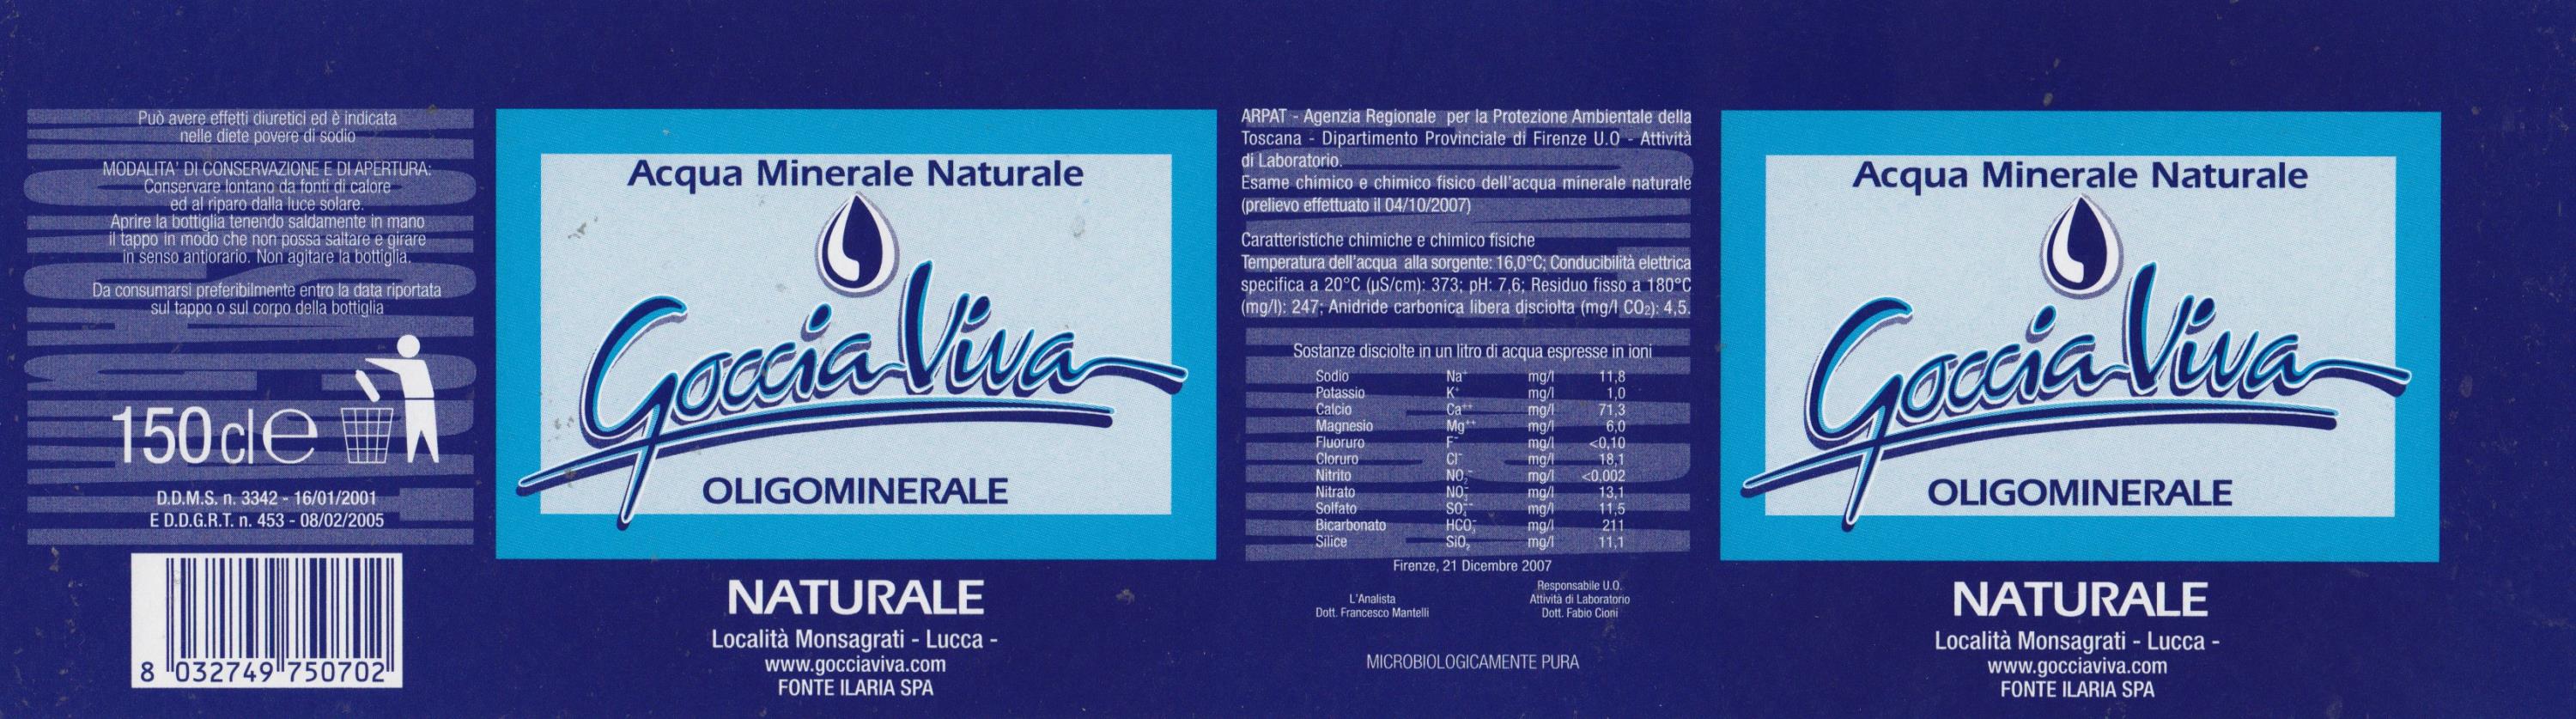 Può avere effetti diuretici ed è indicata
nelle diete povere di sodio
MODALITA' DI CONSERVAZIONE E DI APERTURA:
Conservare lontano da fonti di calore
ed al riparo dalla luce solare.
Aprire la bottiglia tenendo saldamente in mano
il tappo in modo che non possa saltare e girare
in senso antiorario. Non agitare la bottiglia.
Da consumarsi preferibilmente entro la data riportata
sul tappo o sul corpo della bottiglia
150 cl e
D.D.M.S. n. 3342 - 16/01/2001
E D.D.G.R.T. n. 453 - 08/02/2005
8 032749 750702
Acqua Minerale Naturale
Goccia Viva
OLIGOMINERALE
NATURALE
Località Monsagrati - Lucca -
www.gocciaviva.com
FONTE ILARIA SPA
ARPAT - Agenzia Regionale per la Protezione Ambientale della
Toscana - Dipartimento Provinciale di Firenze U.O - Attività
di Laboratorio.
Esame chimico e chimico fisico dell'acqua minerale naturale
(prelievo effettuato il 04/10/2007)
Caratteristiche chimiche e chimico fisiche
Temperatura dell'acqua alla sorgente: 16,0°C; Conducibilità elettrica
specifica a 20°C (µS/cm): 373; pH: 7,6; Residuo fisso a 180°C
(mg/l): 247; Anidride carbonica libera disciolta (mg/l CO₂): 4,5.
Sostanze disciolte in un litro di acqua espresse in ioni
Sodio Na⁺ mg/l 11,8
Potassio K⁺ mg/l 1,0
Calcio Ca⁺⁺ mg/l 71,3
Magnesio Mg⁺⁺ mg/l 6,0
Fluoruro F⁻ mg/l <0,10
Cloruro Cl⁻ mg/l 18,1
Nitrito NO₂⁻ mg/l <0,002
Nitrato NO₃⁻ mg/l 13,1
Solfato SO₄⁻⁻ mg/l 11,5
Bicarbonato HCO₃⁻ mg/l 211
Silice SiO₂ mg/l 11,1
Firenze, 21 Dicembre 2007
L'Analista
Dott. Francesco Mantelli
Responsabile U.O.
Attività di Laboratorio
Dott. Fabio Cioni
MICROBIOLOGICAMENTE PURA
Acqua Minerale Naturale
Goccia Viva
OLIGOMINERALE
NATURALE
Località Monsagrati - Lucca -
www.gocciaviva.com
FONTE ILARIA SPA